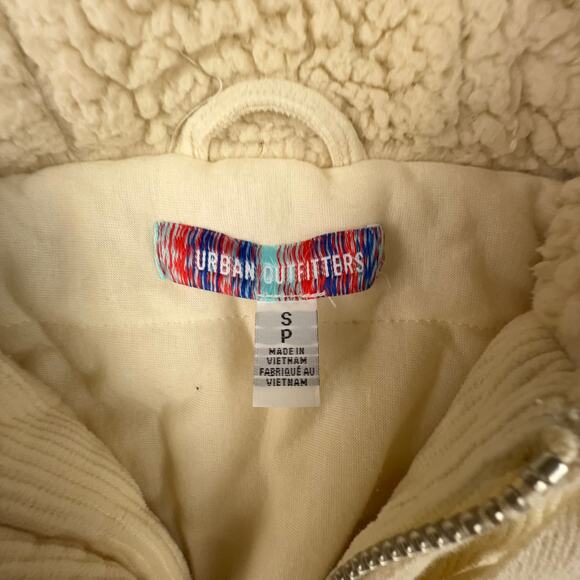 URBAN OUTFITTERS
S
P
MADE IN
VIETNAM
FABRIQUÉ AU
VIETNAM